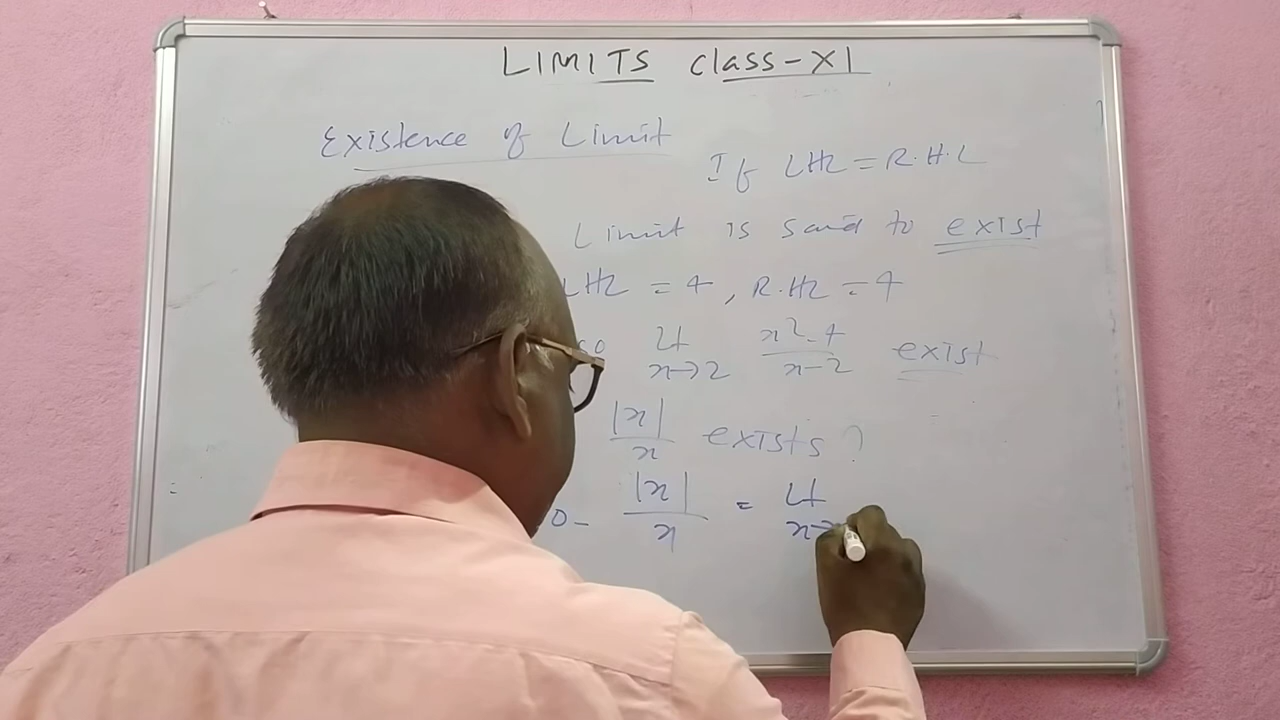 LIMITS class-XI
Existence of Limit
If LHL = R.H.L
Limit is said to exist
LHL = 4, R.HL = 4
so Lt x→2 x²-4/x-2 exist
|x|/x exists ?
0- |x|/x = Lt x→